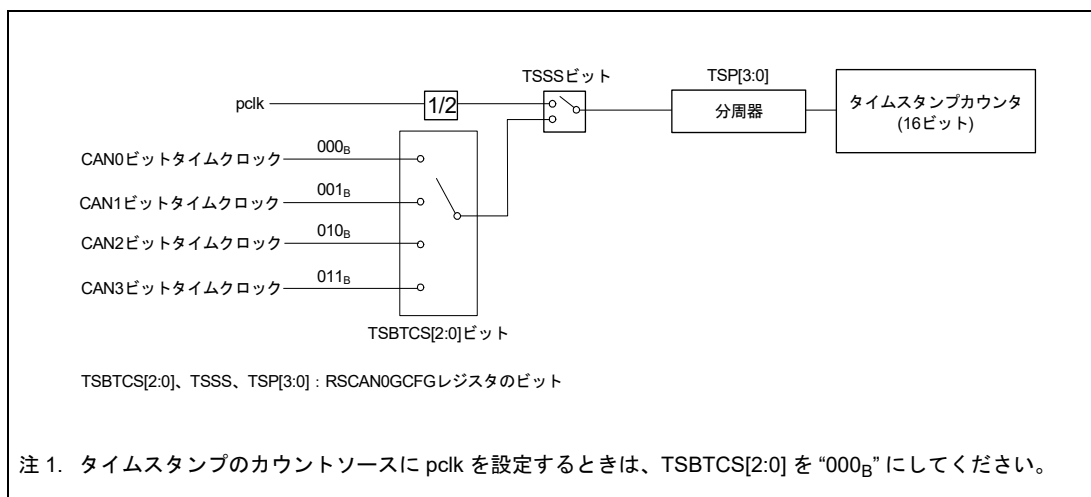 TSSSビット
TSP[3:0]
pclk
1/2
分周器
タイムスタンプカウンタ
(16ビット)
CAN0ビットタイムクロック
000B
CAN1ビットタイムクロック
001B
CAN2ビットタイムクロック
010B
CAN3ビットタイムクロック
011B
TSBTCS[2:0]ビット
TSBTCS[2:0]、TSSS、TSP[3:0] : RSCAN0GCFGレジスタのビット
注 1. タイムスタンプのカウントソースに pclk を設定するときは、TSBTCS[2:0] を “000B” にしてください。